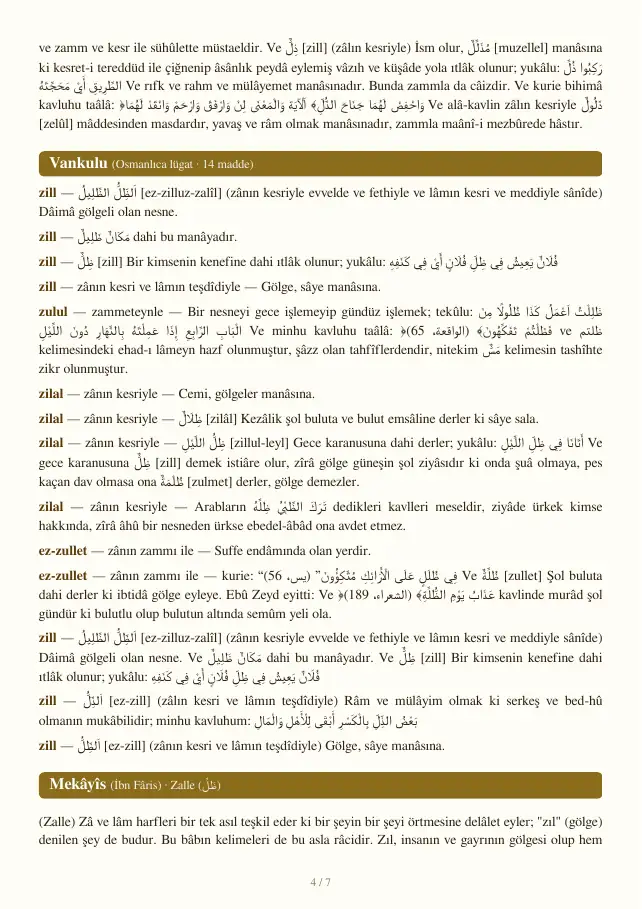 ve zamm ve kesr ile sühûlette müstaeldir. Ve ذِلٌّ [zill] (zâlın kesriyle) İsm olur, مُذَلَّلٌ [muzellel] manâsına
ki kesret-i tereddüd ile çiğnenip âsânlık peydâ eylemiş vâzıh ve küşâde yola ıtlâk olunur; yukâlu: رَكِبُوا ذُلَّ
الطَّرِيقِ أَيْ مَحَجَّتَهُ Ve rıfk ve rahm ve mülâyemet manâsınadır. Bunda zammla da câizdir. Ve kurie bihimâ
kavluhu taâlâ: ﴿وَاخْفِضْ لَهُمَا جَنَاحَ الذُّلِّ﴾ اَلْآيَةَ وَالْمَعْنَى لِنْ وَارْفَقْ وَارْحَمْ وَانْقَدْ لَهُمَا Ve alâ-kavlin zâlın kesriyle ذَلُولٌ
[zelûl] mâddesinden masdardır, yavaş ve râm olmak manâsınadır, zammla maânî-i mezbûrede hâstır.
Vankulu (Osmanlıca lügat · 14 madde)
zill — اَلظِّلُّ الظَّلِيلُ [ez-zilluz-zalîl] (zânın kesriyle evvelde ve fethiyle ve lâmın kesri ve meddiyle sânîde)
Dâimâ gölgeli olan nesne.
zill — مَكَانٌ ظَلِيلٌ dahi bu manâyadır.
zill — ظِلٌّ [zill] Bir kimsenin kenefine dahi ıtlâk olunur; yukâlu: فُلَانٌ يَعِيشُ فِي ظِلِّ فُلَانٍ أَيْ فِي كَنَفِهِ
zill — zânın kesri ve lâmın teşdîdiyle — Gölge, sâye manâsına.
zulul — zammeteynle — Bir nesneyi gece işlemeyip gündüz işlemek; tekûlu: ظَلِلْتُ أَعْمَلُ كَذَا ظُلُولًا مِنَ
الْبَابِ الرَّابِعِ إِذَا عَمِلْتَهُ بِالنَّهَارِ دُونَ اللَّيْلِ Ve minhu kavluhu taâlâ: ﴿فَظَلْتُمْ تَفَكَّهُونَ﴾ (الواقعة، 65) ve ظللتم
kelimesindeki ehad-ı lâmeyn hazf olunmuştur, şâzz olan tahfîflerdendir, nitekim مَسَّ kelimesin tashîhte
zikr olunmuştur.
zilal — zânın kesriyle — Cemi, gölgeler manâsına.
zilal — zânın kesriyle — ظِلَالٌ [zilâl] Kezâlik şol buluta ve bulut emsâline derler ki sâye sala.
zilal — zânın kesriyle — ظِلُّ اللَّيْلِ [zillul-leyl] Gece karanusuna dahi derler; yukâlu: أَتَانَا فِي ظِلِّ اللَّيْلِ Ve
gece karanusuna ظِلٌّ [zill] demek istiâre olur, zîrâ gölge güneşin şol ziyâsıdır ki onda şuâ olmaya, pes
kaçan dav olmasa ona ظُلْمَةٌ [zulmet] derler, gölge demezler.
zilal — zânın kesriyle — Arabların تَرَكَ الظَّبْيُ ظِلَّهُ dedikleri kavlleri meseldir, ziyâde ürkek kimse
hakkında, zîrâ âhû bir nesneden ürkse ebedel-âbâd ona avdet etmez.
ez-zullet — zânın zammı ile — Suffe endâmında olan yerdir.
ez-zullet — zânın zammı ile — kurie: “فِي ظُلَلٍ عَلَى الْأَرَائِكِ مُتَّكِؤُونَ” (يس، 56) Ve ظُلَّةٌ [zullet] Şol buluta
dahi derler ki ibtidâ gölge eyleye. Ebû Zeyd eyitti: Ve ﴿عَذَابُ يَوْمِ الظُّلَّةِ﴾ (الشعراء، 189) kavlinde murâd şol
gündür ki bulutlu olup bulutun altında semûm yeli ola.
zill — اَلظِّلُّ الظَّلِيلُ [ez-zilluz-zalîl] (zânın kesriyle evvelde ve fethiyle ve lâmın kesri ve meddiyle sânîde)
Dâimâ gölgeli olan nesne. Ve مَكَانٌ ظَلِيلٌ dahi bu manâyadır. Ve ظِلٌّ [zill] Bir kimsenin kenefine dahi
ıtlâk olunur; yukâlu: فُلَانٌ يَعِيشُ فِي ظِلِّ فُلَانٍ أَيْ فِي كَنَفِهِ
zill — اَلذِّلُّ [ez-zill] (zâlın kesri ve lâmın teşdîdiyle) Râm ve mülâyim olmak ki serkeş ve bed-hû
olmanın mukâbilidir; minhu kavluhum: بَعْضُ الذِّلِّ بِالْكَسْرِ أَبْقَى لِلْأَهْلِ وَالْمَالِ
zill — اَلظِّلُّ [ez-zill] (zânın kesri ve lâmın teşdîdiyle) Gölge, sâye manâsına.
Mekâyîs (İbn Fâris) · Zalle (ظلّ)
(Zalle) Zâ ve lâm harfleri bir tek asıl teşkil eder ki bir şeyin bir şeyi örtmesine delâlet eyler; "zıl" (gölge)
denilen şey de budur. Bu bâbın kelimeleri de bu asla râcidir. Zıl, insanın ve gayrının gölgesi olup hem
4 / 7